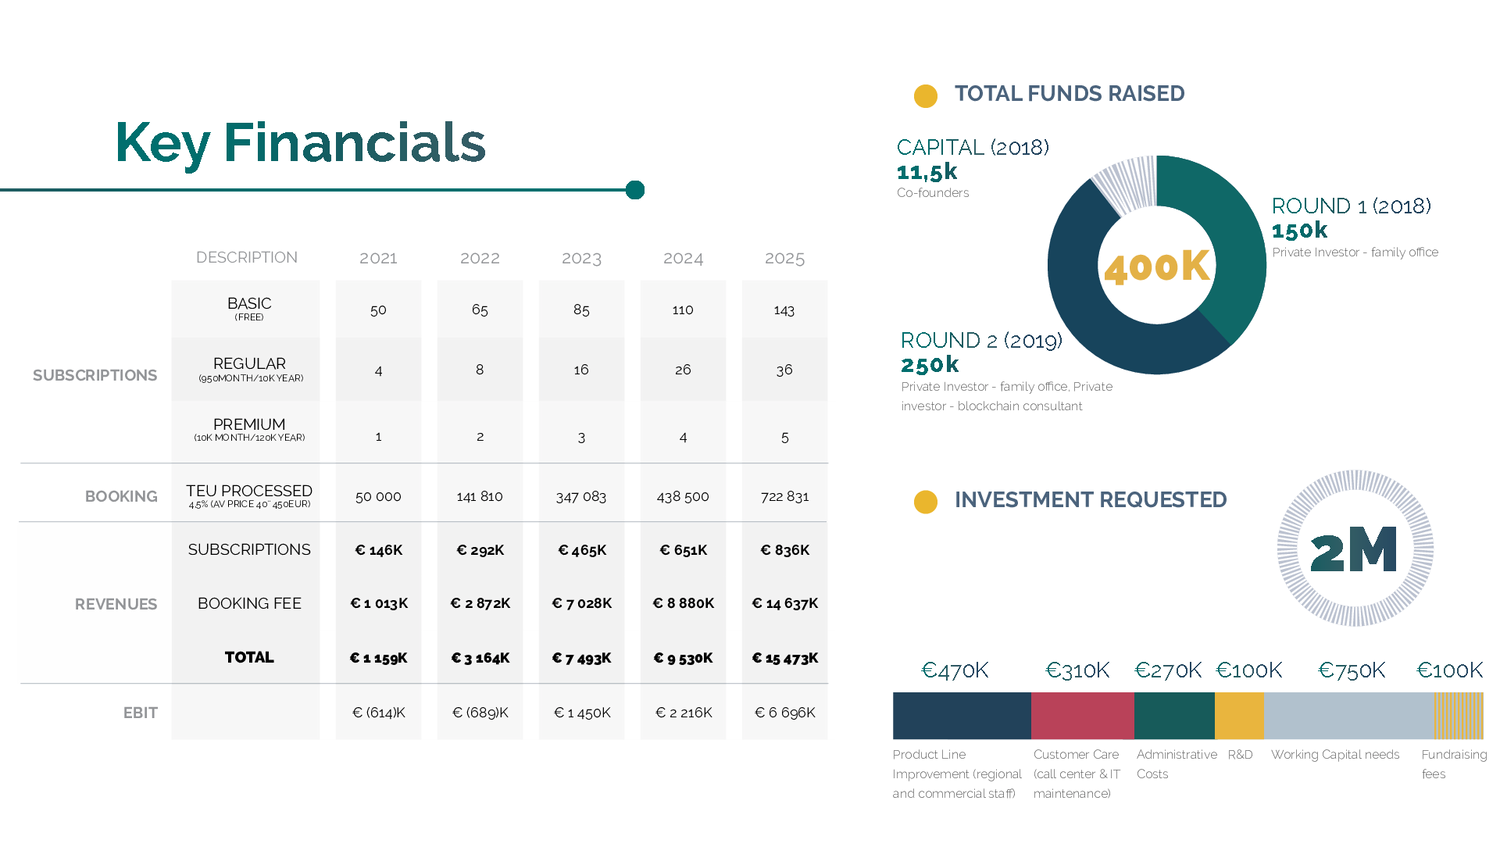 Key Financials
DESCRIPTION 2021 2022 2023 2024 2025
BASIC
(FREE)
50 65 85 110 143
SUBSCRIPTIONS
REGULAR
(950MONTH/10K YEAR)
4 8 16 26 36
PREMIUM
(10K MONTH/120K YEAR)
1 2 3 4 5
BOOKING
TEU PROCESSED
4,5% (AV PRICE 40" 450EUR)
50 000 141 810 347 083 438 500 722 831
SUBSCRIPTIONS € 146K € 292K € 465K € 651K € 836K
REVENUES
BOOKING FEE € 1 013K € 2 872K € 7 028K € 8 880K € 14 637K
TOTAL € 1 159K € 3 164K € 7 493K € 9 530K € 15 473K
EBIT € (614)K € (689)K € 1 450K € 2 216K € 6 696K
TOTAL FUNDS RAISED
CAPITAL (2018)
11,5k
Co-founders
ROUND 1 (2018)
150k
Private Investor - family office
400K
ROUND 2 (2019)
250k
Private Investor - family office, Private
investor - blockchain consultant
INVESTMENT REQUESTED
2M
€470K €310K €270K €100K €750K €100K
Product Line
Improvement (regional
and commercial staff)
Customer Care
(call center & IT
maintenance)
Administrative
Costs
R&D
Working Capital needs
Fundraising
fees